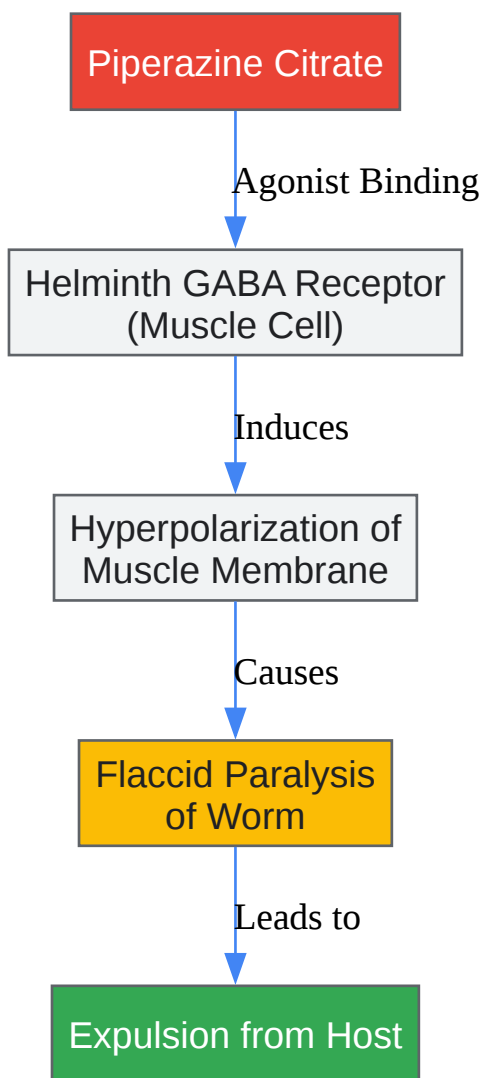 Piperazine Citrate
Agonist Binding
Helminth GABA Receptor
(Muscle Cell)
Induces
Hyperpolarization of
Muscle Membrane
Causes
Flaccid Paralysis
of Worm
Leads to
Expulsion from Host